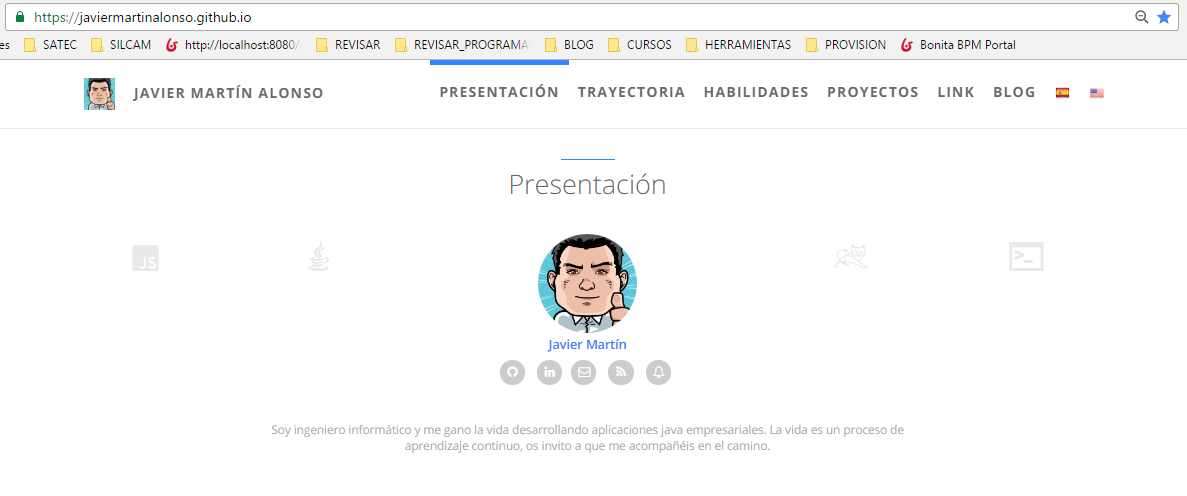 https://javiermartinalonso.github.io
es SATEC SILCAM http://localhost:8080/ REVISAR REVISAR_PROGRAMA BLOG CURSOS HERRAMIENTAS PROVISION Bonita BPM Portal
JAVIER MARTÍN ALONSO PRESENTACIÓN TRAYECTORIA HABILIDADES PROYECTOS LINK BLOG
Presentación
JS
>_
Javier Martín
in
Soy ingeniero informático y me gano la vida desarrollando aplicaciones java empresariales. La vida es un proceso de
aprendizaje continuo, os invito a que me acompañéis en el camino.